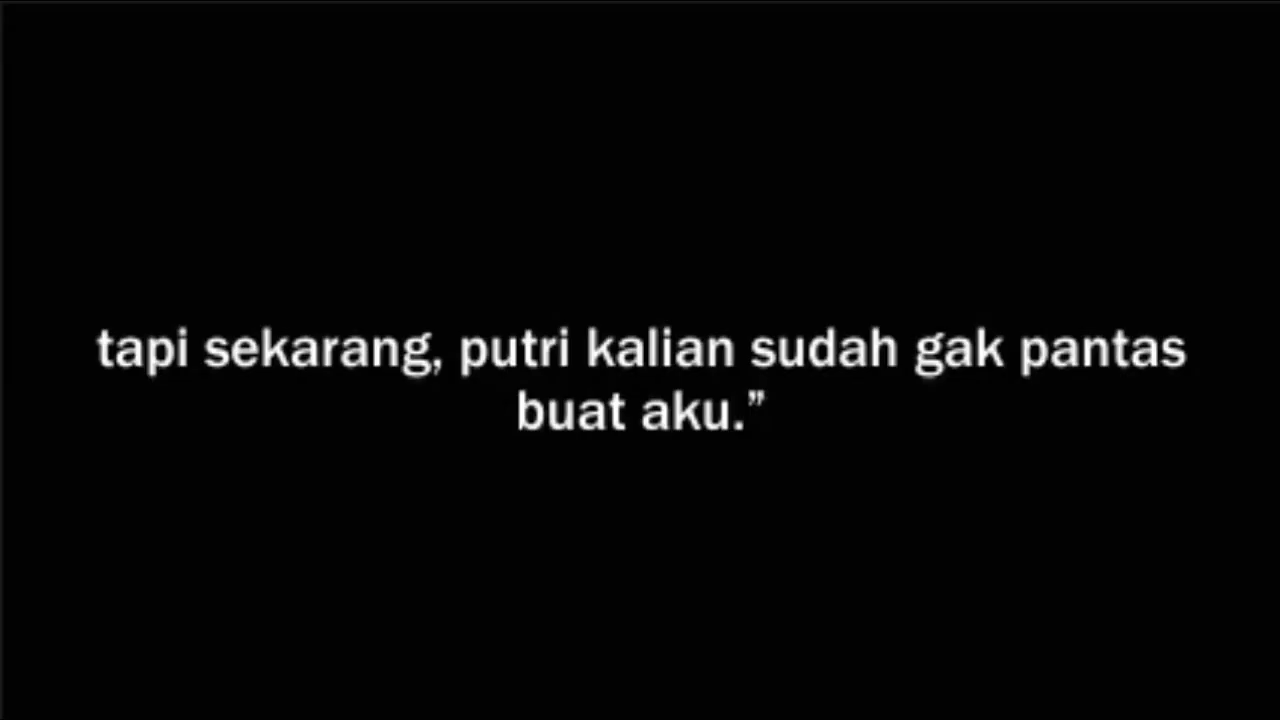 tapi sekarang, putri kalian sudah gak pantas
buat aku.”